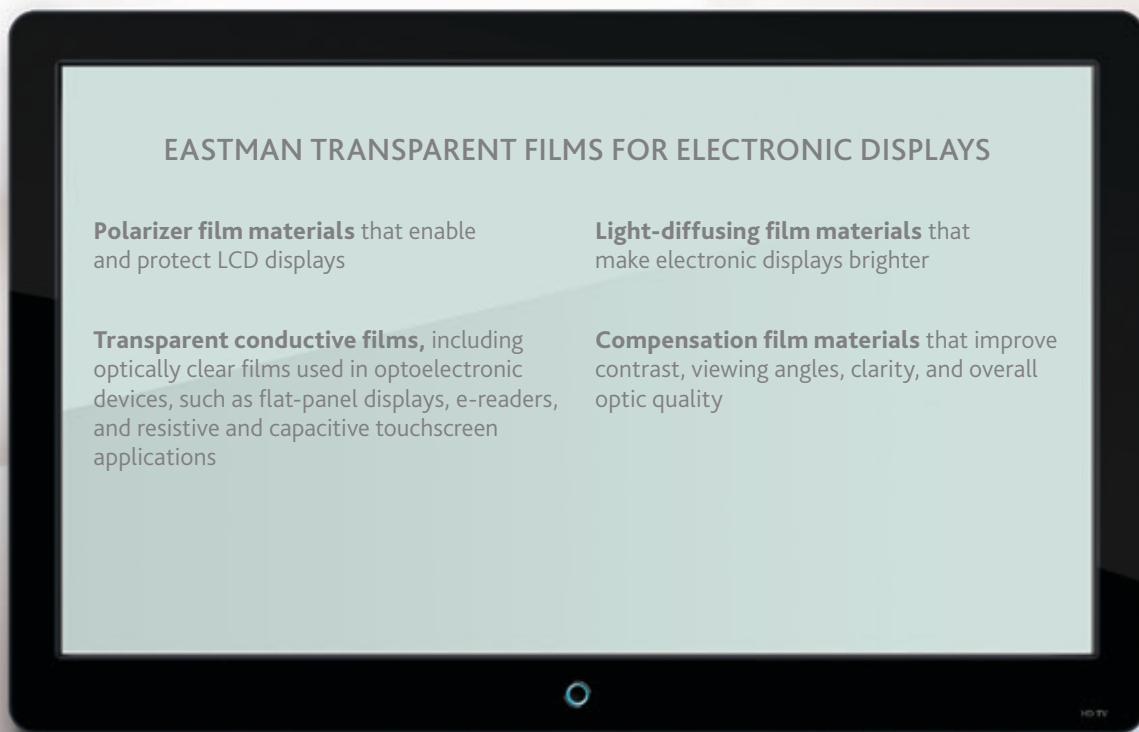 EASTMAN TRANSPARENT FILMS FOR ELECTRONIC DISPLAYS
Polarizer film materials that enable
and protect LCD displays
Transparent conductive films, including
optically clear films used in optoelectronic
devices, such as flat-panel displays, e-readers,
and resistive and capacitive touchscreen
applications
Light-diffusing film materials that
make electronic displays brighter
Compensation film materials that improve
contrast, viewing angles, clarity, and overall
optic quality
HD TV